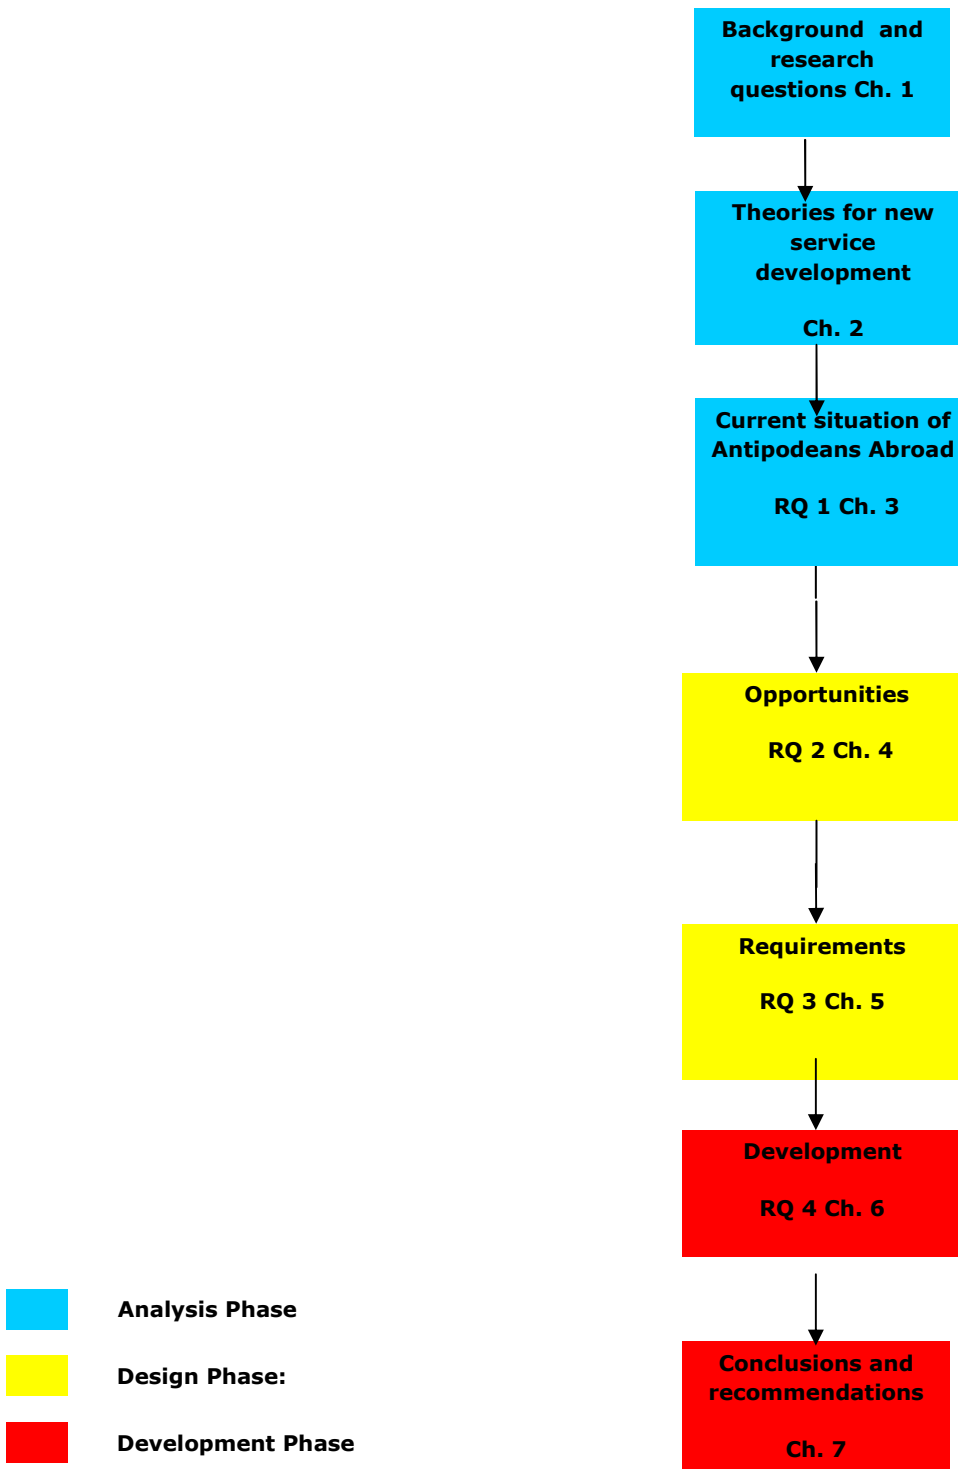 Background and
research
questions Ch. 1
Theories for new
service
development
Ch. 2
Current situation of
Antipodeans Abroad
RQ 1 Ch. 3
Opportunities
RQ 2 Ch. 4
Requirements
RQ 3 Ch. 5
Development
RQ 4 Ch. 6
Conclusions and
recommendations
Ch. 7
Analysis Phase
Design Phase:
Development Phase